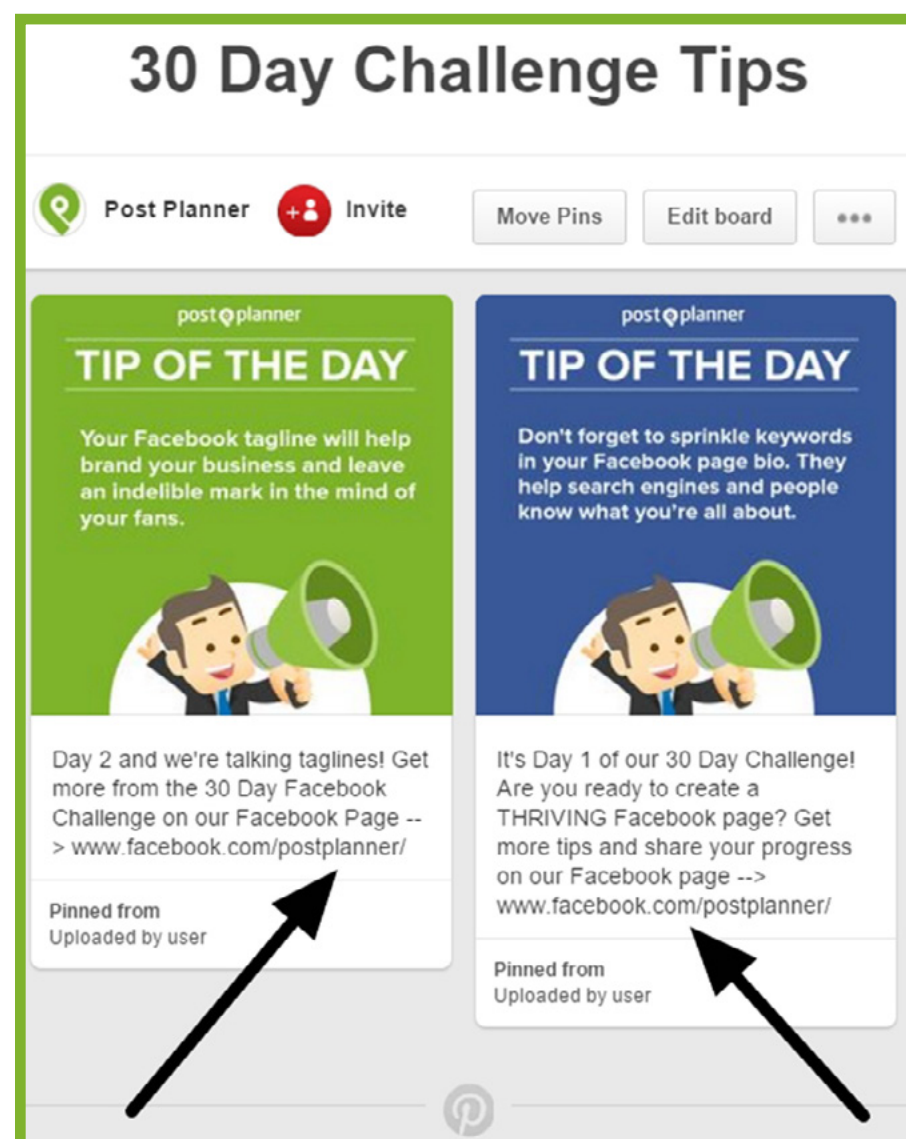 30 Day Challenge Tips
Post Planner
Invite
Move Pins
Edit board
post planner
TIP OF THE DAY
Your Facebook tagline will help
brand your business and leave
an indelible mark in the mind of
your fans.
Day 2 and we're talking taglines! Get
more from the 30 Day Facebook
Challenge on our Facebook Page --
> www.facebook.com/postplanner/
Pinned from
Uploaded by user
post planner
TIP OF THE DAY
Don't forget to sprinkle keywords
in your Facebook page bio. They
help search engines and people
know what you're all about.
It's Day 1 of our 30 Day Challenge!
Are you ready to create a
THRIVING Facebook page? Get
more tips and share your progress
on our Facebook page -->
www.facebook.com/postplanner/
Pinned from
Uploaded by user